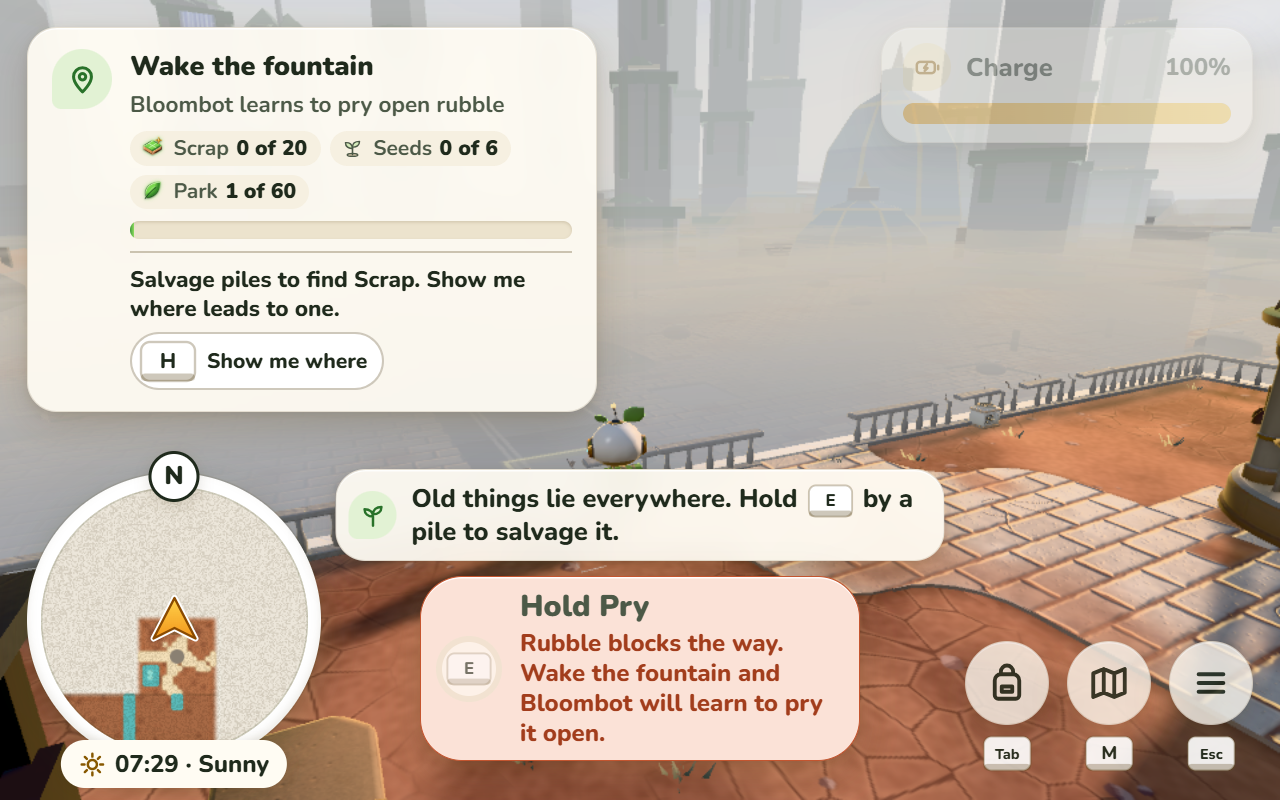 Wake the fountain
Bloombot learns to pry open rubble
Scrap 0 of 20
Seeds 0 of 6
Park 1 of 60
Salvage piles to find Scrap. Show me
where leads to one.
H Show me where
Charge 100%
N
Old things lie everywhere. Hold E by a
pile to salvage it.
Hold Pry
E
Rubble blocks the way.
Wake the fountain and
Bloombot will learn to pry
it open.
07:29 · Sunny
Tab
M
Esc